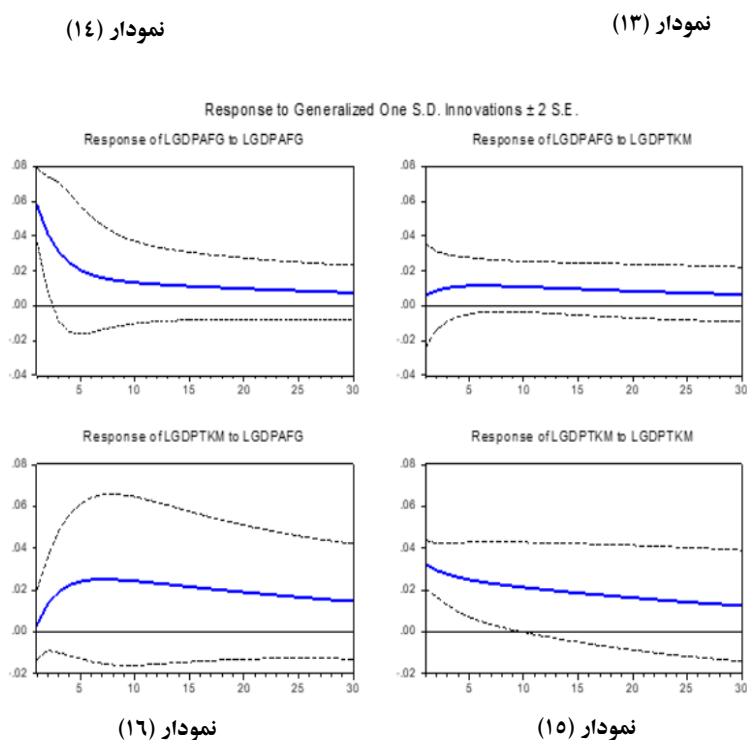 نمودار (١٣)
نمودار (١٤)
Response to Generalized One S.D. Innovations ± 2 S.E.
Response of LGDPAFG to LGDPAFG
.08
.06
.04
.02
.00
-.02
-.04
5 10 15 20 25 30
Response of LGDPAFG to LGDPTKM
.08
.06
.04
.02
.00
-.02
-.04
5 10 15 20 25 30
Response of LGDPTKM to LGDPAFG
.08
.06
.04
.02
.00
-.02
5 10 15 20 25 30
Response of LGDPTKM to LGDPTKM
.08
.06
.04
.02
.00
-.02
5 10 15 20 25 30
نمودار (١٥)
نمودار (١٦)